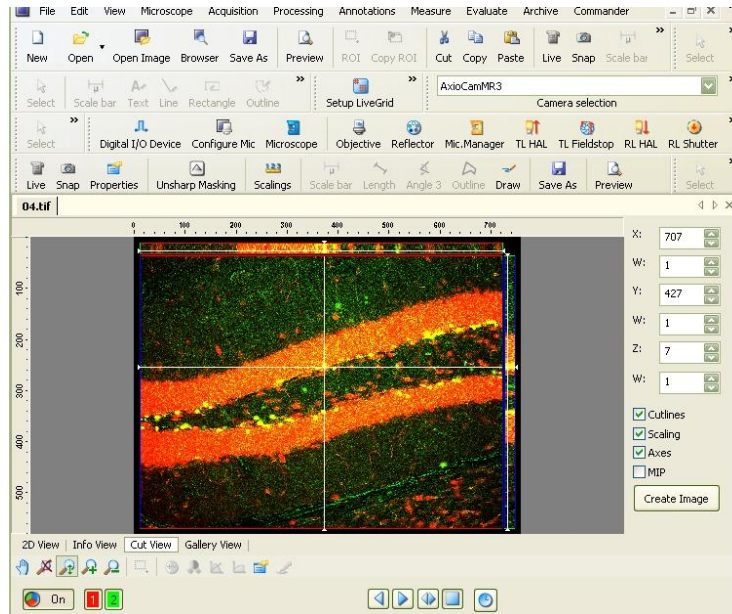 File Edit View Microscope Acquisition Processing Annotations Measure Evaluate Archive Commander
New Open Open Image Browser Save As Preview ROI Copy ROI Cut Copy Paste Live Snap Scale bar Select
Select Scale bar Text Line Rectangle Outline Setup LiveGrid AxioCamMR3 Camera selection
Select Digital I/O Device Configure Mic Microscope Objective Reflector Mic.Manager TL HAL TL Fieldstop RL HAL RL Shutter
Live Snap Properties Unsharp Masking Scalings Scale bar Length Angle 3 Outline Draw Save As Preview Select
04.tif
0 100 200 300 400 500 600 700
100
200
300
400
500
X: 707
W: 1
Y: 427
W: 1
Z: 7
W: 1
Cutlines
Scaling
Axes
MIP
Create Image
2D View Info View Cut View Gallery View
On 1 2